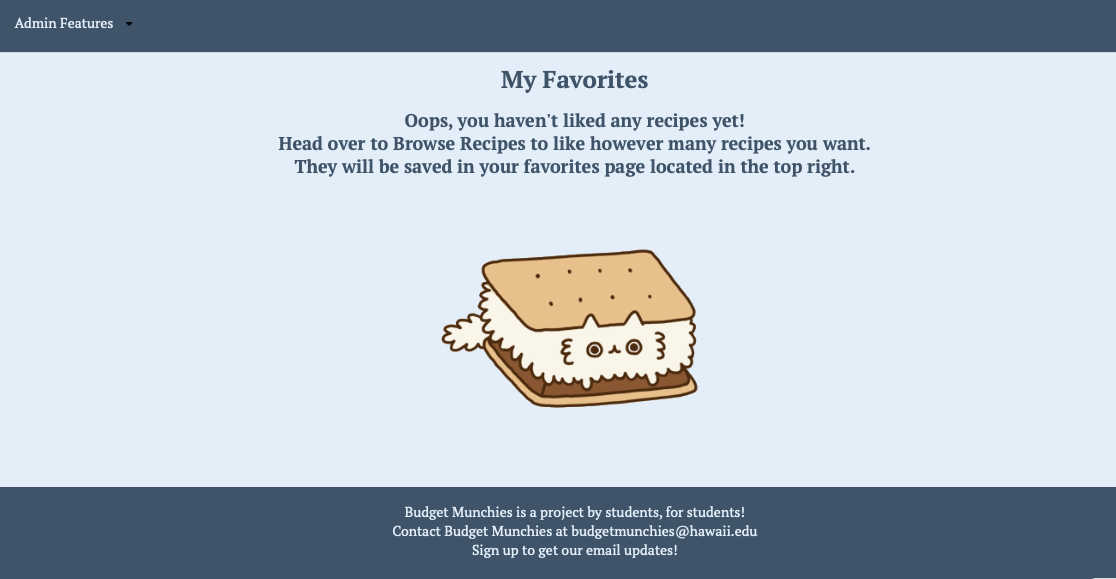 Admin Features
My Favorites
Oops, you haven't liked any recipes yet!
Head over to Browse Recipes to like however many recipes you want.
They will be saved in your favorites page located in the top right.
Budget Munchies is a project by students, for students!
Contact Budget Munchies at budgetmunchies@hawaii.edu
Sign up to get our email updates!